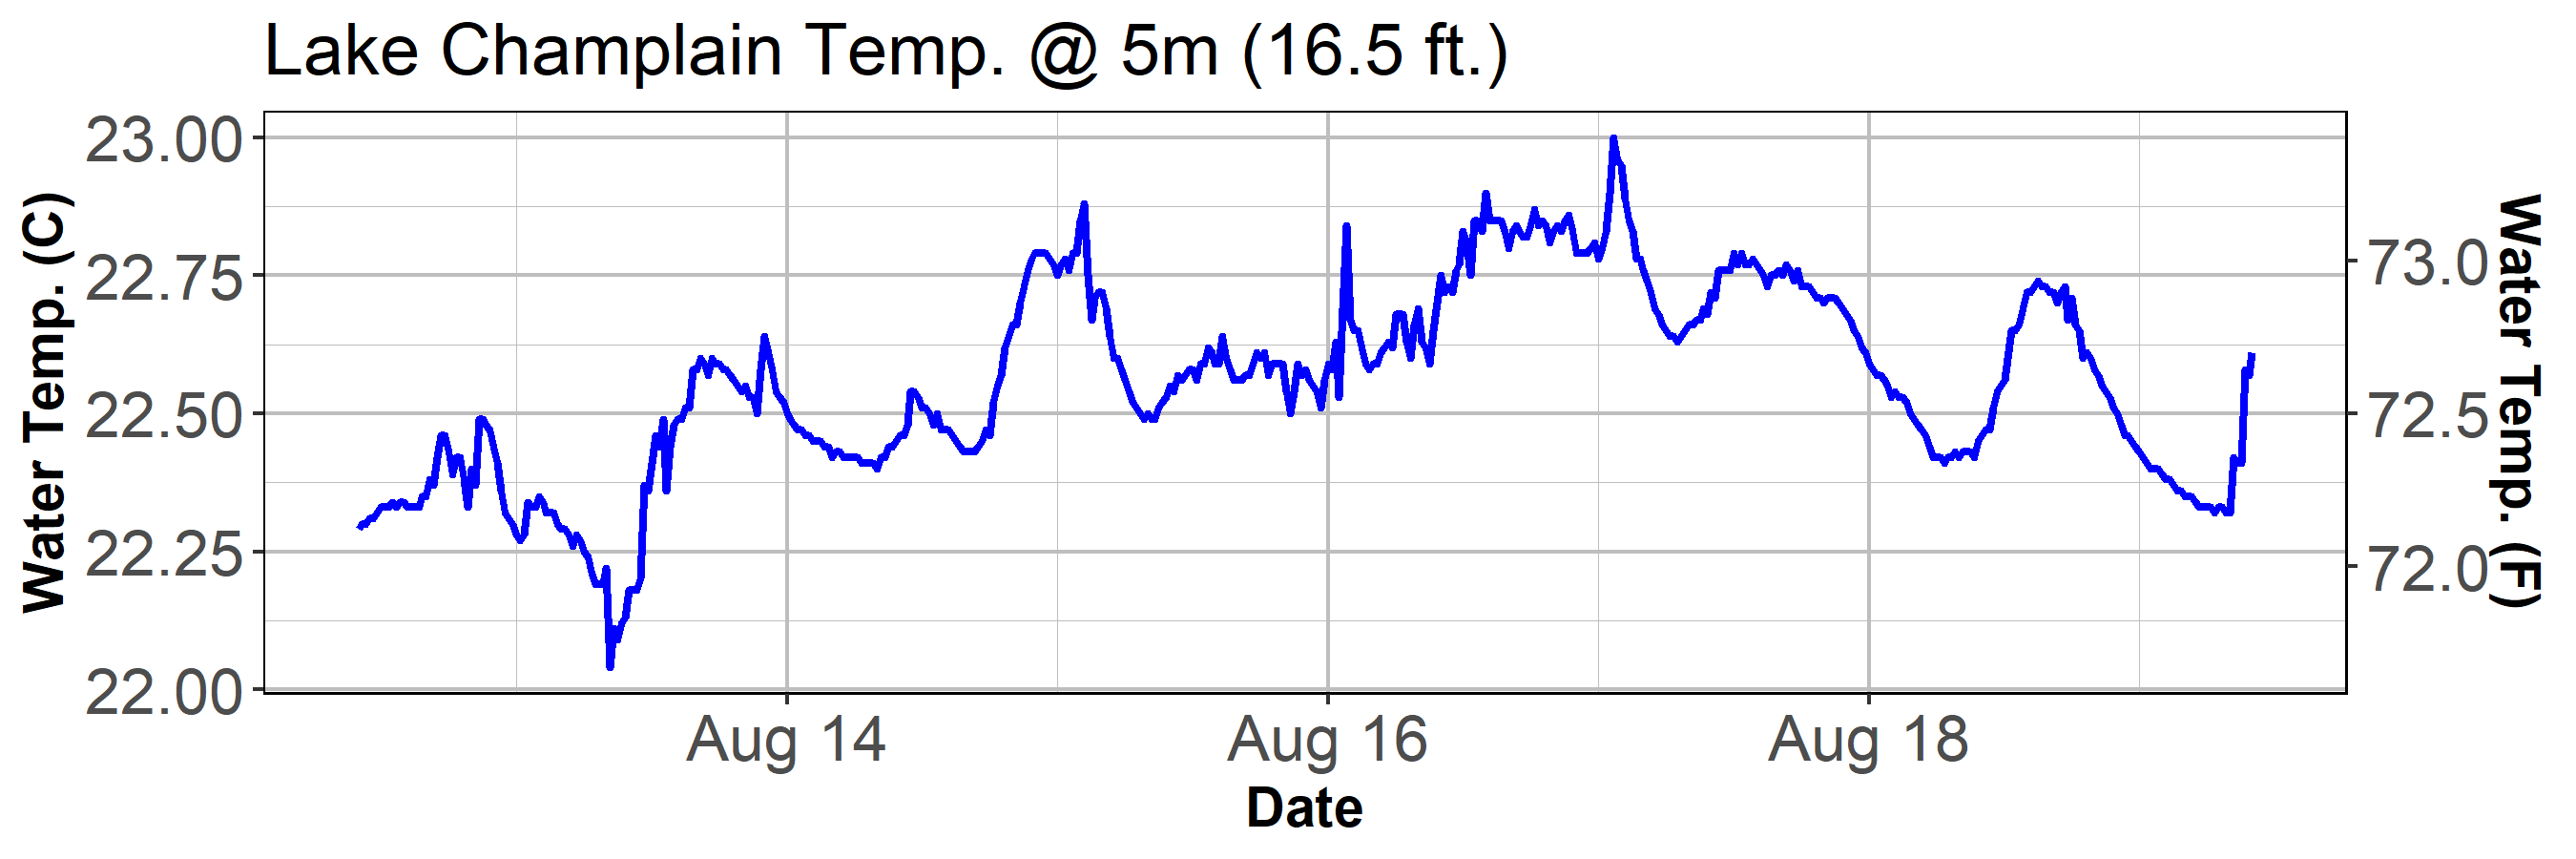 Lake Champlain Temp. @ 5m (16.5 ft.)
Water Temp. (C)
23.00
22.75
22.50
22.25
22.00
73.0
72.5
72.0
Water Temp. (F)
Aug 14
Aug 16
Aug 18
Date